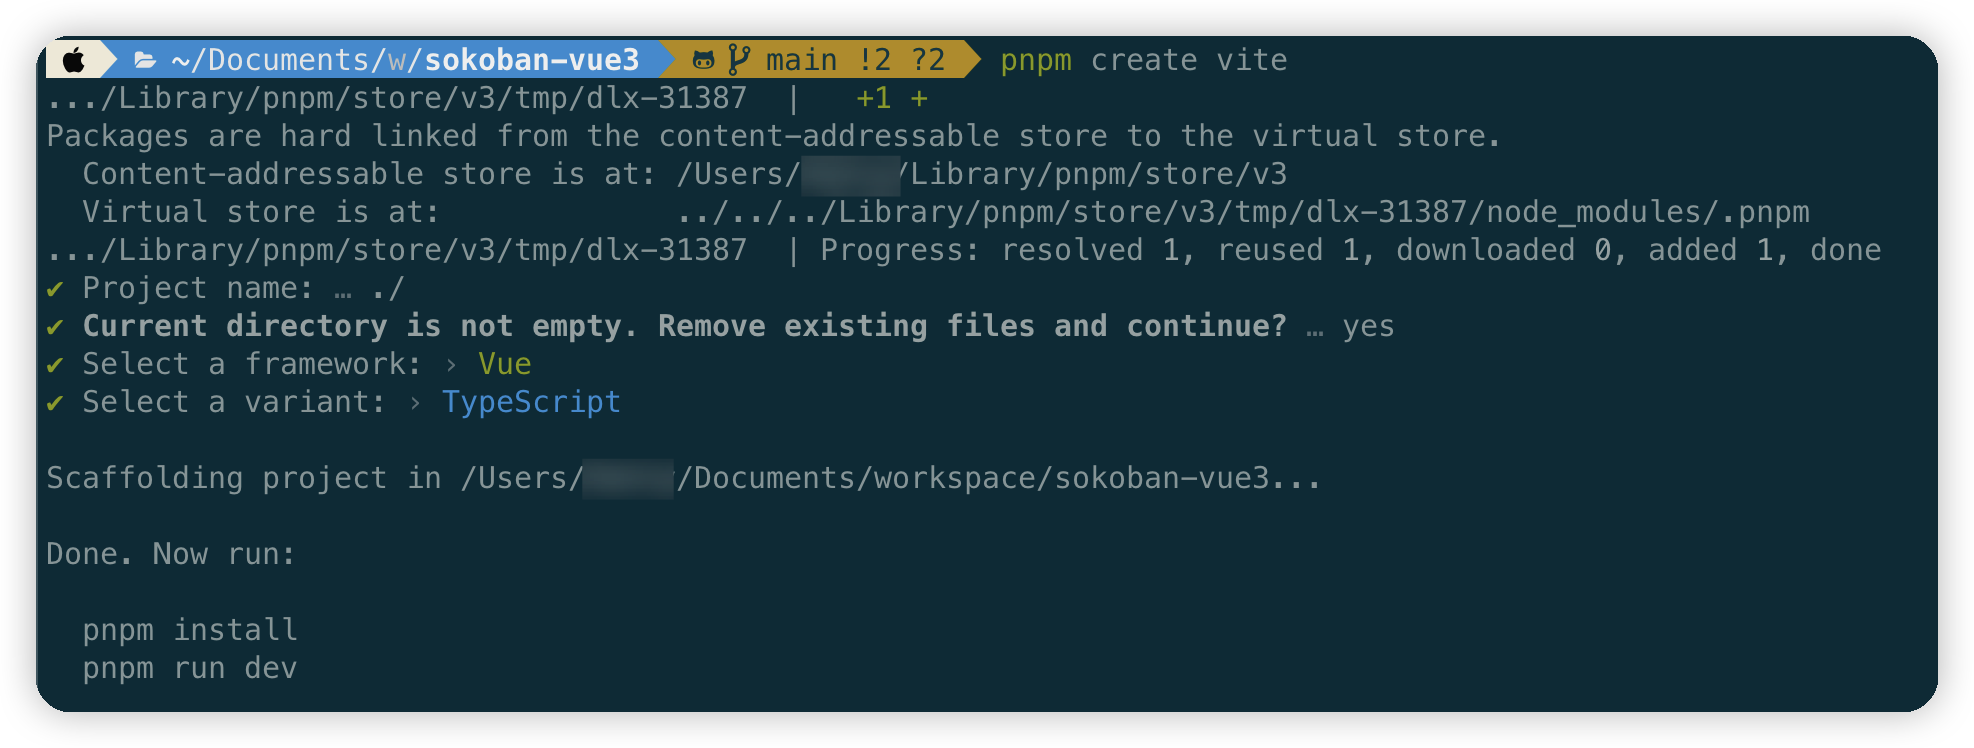 ~/Documents/w/sokoban-vue3 main !2 ?2 pnpm create vite
.../Library/pnpm/store/v3/tmp/dlx-31387 | +1 +
Packages are hard linked from the content-addressable store to the virtual store.
Content-addressable store is at: /Users/ /Library/pnpm/store/v3
Virtual store is at: ../../../Library/pnpm/store/v3/tmp/dlx-31387/node_modules/.pnpm
.../Library/pnpm/store/v3/tmp/dlx-31387 | Progress: resolved 1, reused 1, downloaded 0, added 1, done
✔ Project name: … ./
✔ Current directory is not empty. Remove existing files and continue? … yes
✔ Select a framework: › Vue
✔ Select a variant: › TypeScript
Scaffolding project in /Users/ /Documents/workspace/sokoban-vue3...
Done. Now run:
pnpm install
pnpm run dev